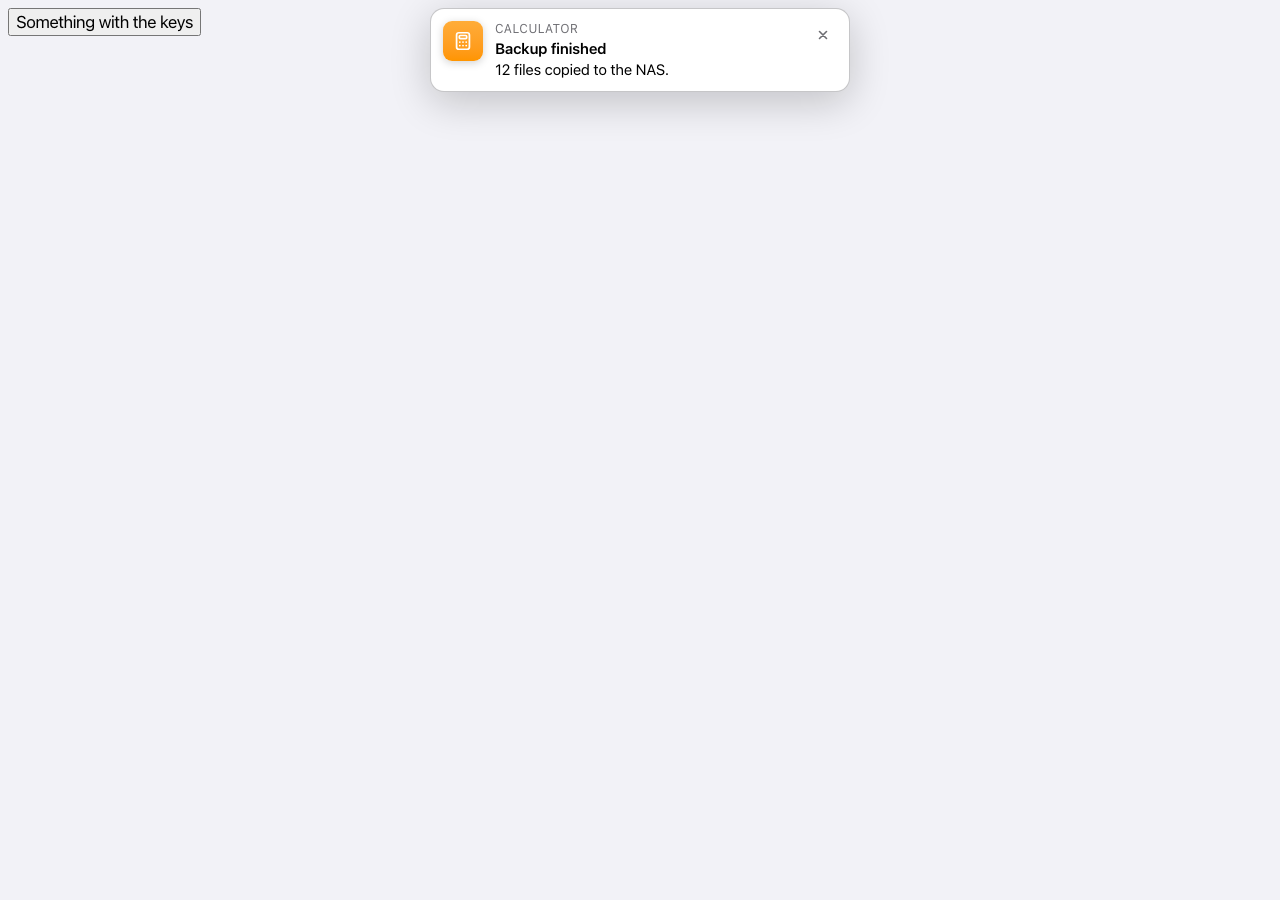 Something with the keys
CALCULATOR
Backup finished
12 files copied to the NAS.